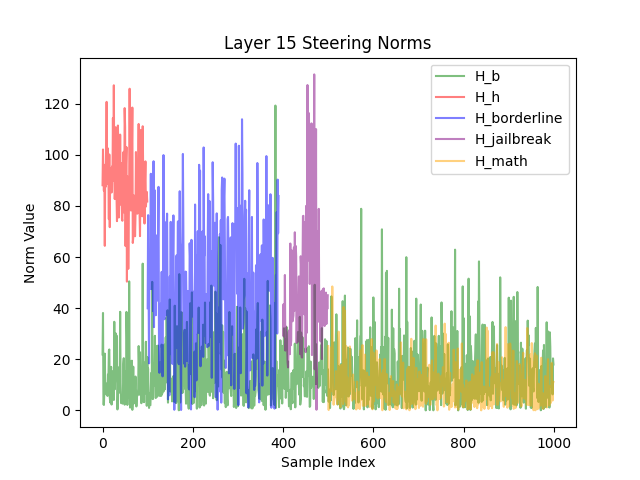 Layer 15 Steering Norms
H_b
H_h
H_borderline
H_jailbreak
H_math
Norm Value
120
100
80
60
40
20
0
0 200 400 600 800 1000
Sample Index